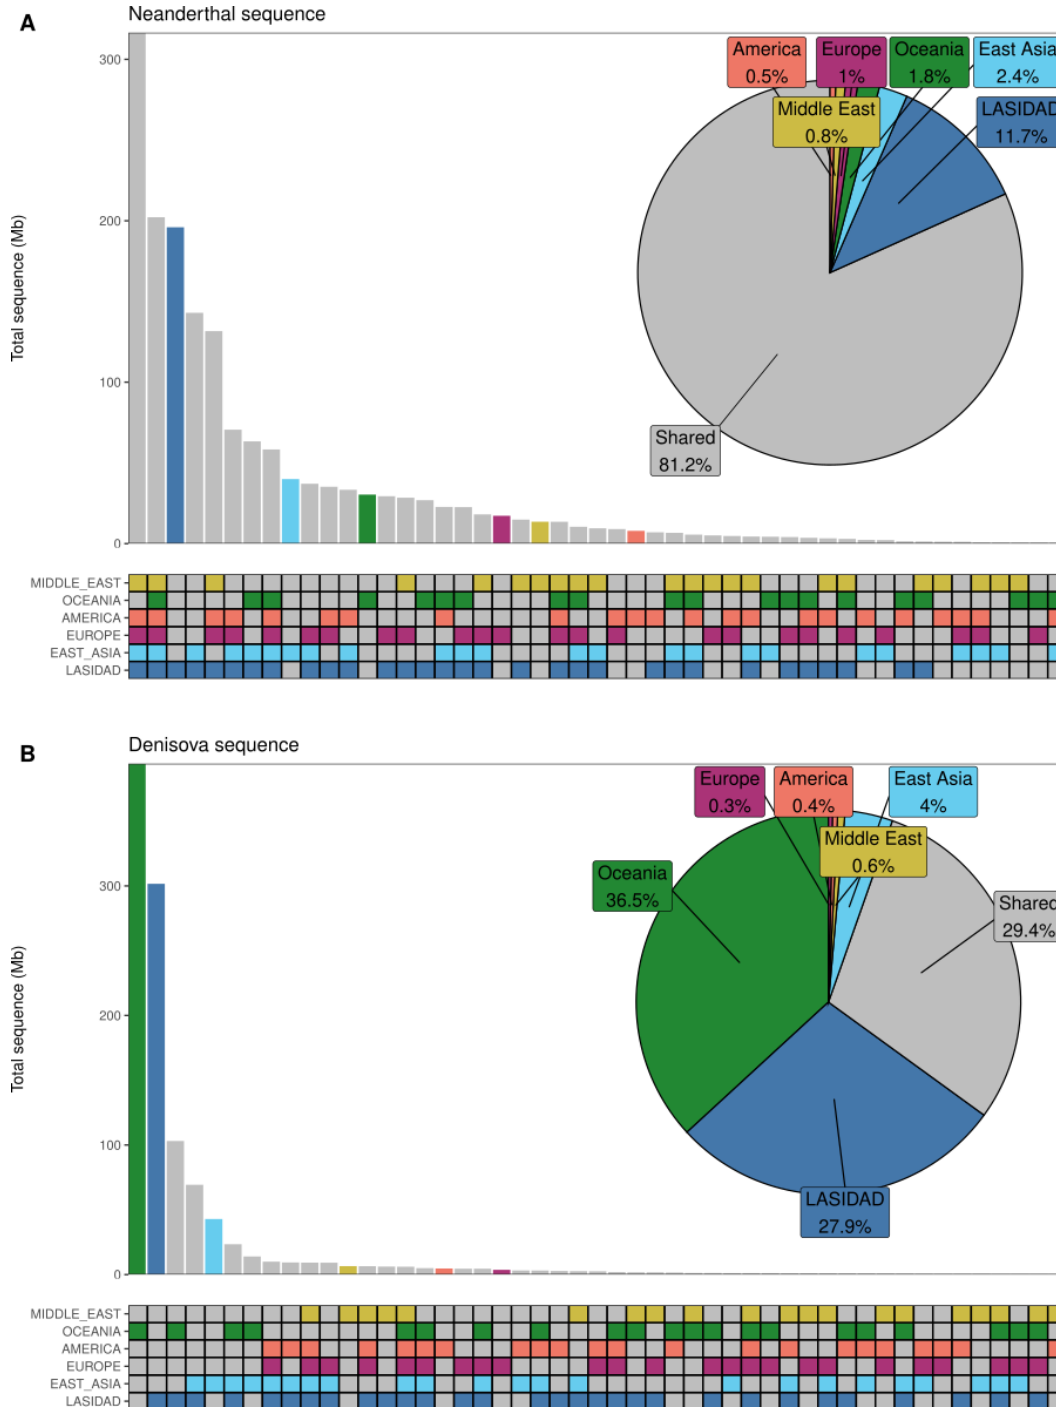 A
Neanderthal sequence
Total sequence (Mb)
300
200
100
0
America
0.5%
Europe
1%
Oceania
1.8%
East Asia
2.4%
Middle East
0.8%
LASIDAD
11.7%
Shared
81.2%
MIDDLE_EAST
OCEANIA
AMERICA
EUROPE
EAST_ASIA
LASIDAD
B
Denisova sequence
Total sequence (Mb)
300
200
100
0
Europe
0.3%
America
0.4%
East Asia
4%
Middle East
0.6%
Oceania
36.5%
Shared
29.4%
LASIDAD
27.9%
MIDDLE_EAST
OCEANIA
AMERICA
EUROPE
EAST_ASIA
LASIDAD